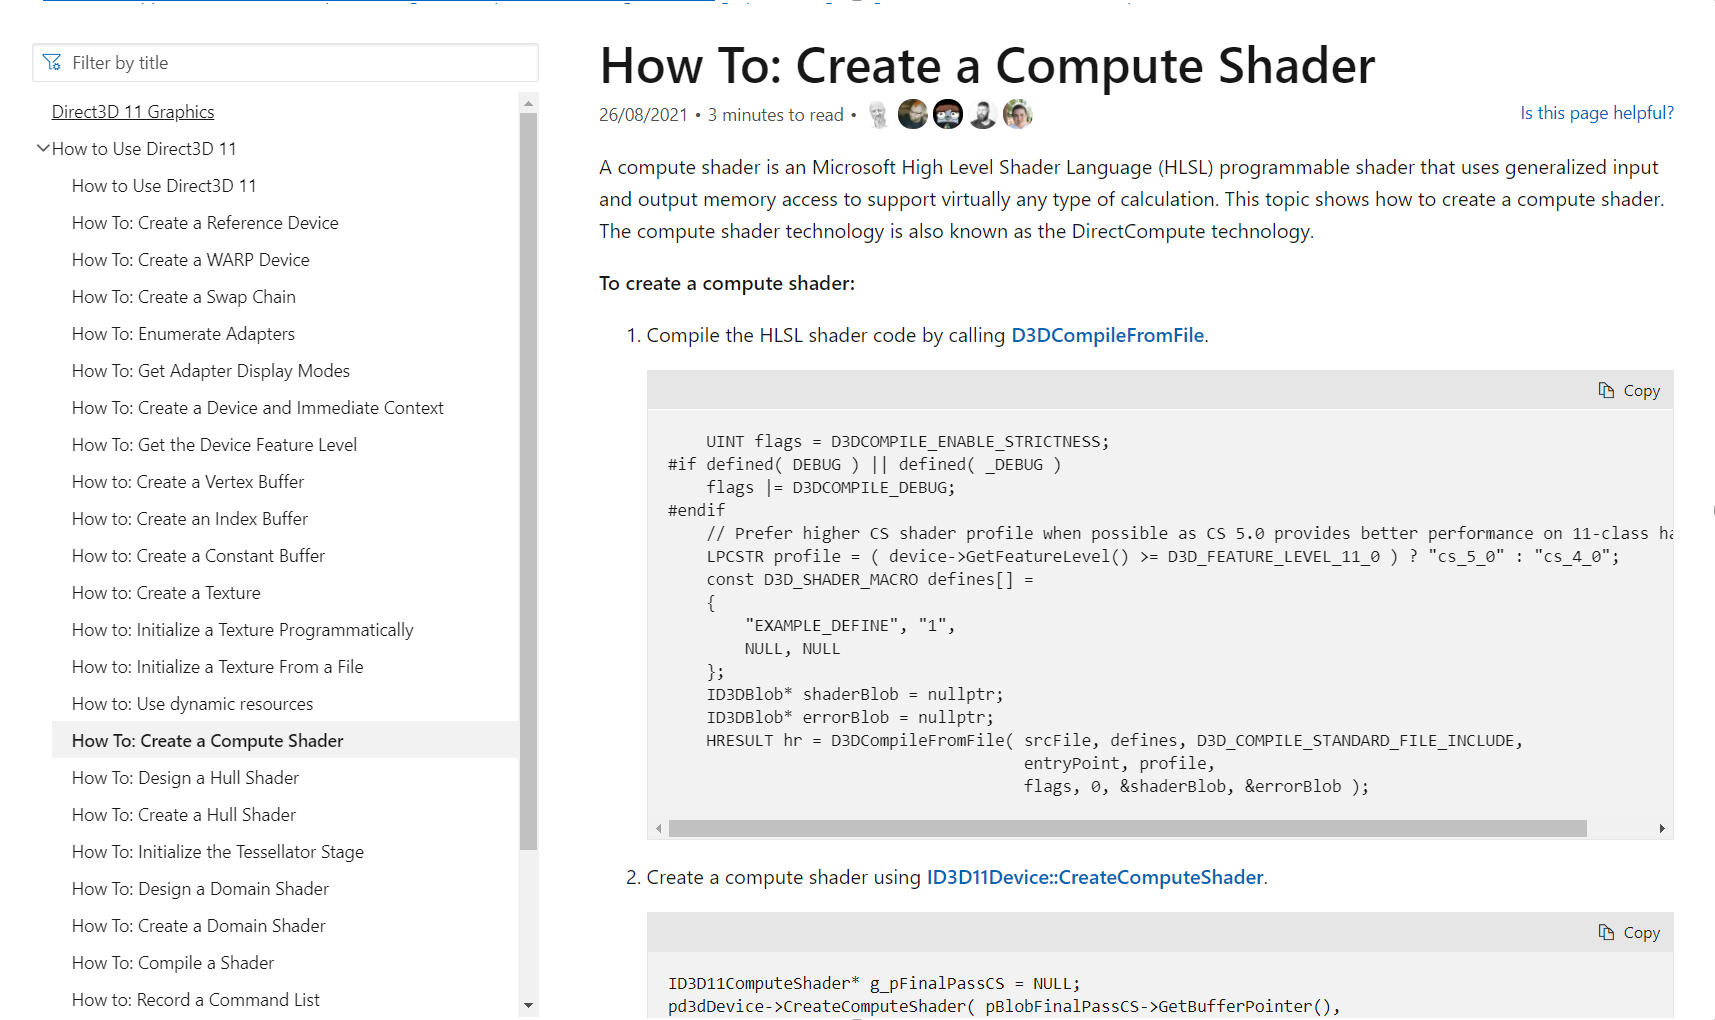 Filter by title
Direct3D 11 Graphics
How to Use Direct3D 11
How to Use Direct3D 11
How To: Create a Reference Device
How To: Create a WARP Device
How To: Create a Swap Chain
How To: Enumerate Adapters
How To: Get Adapter Display Modes
How To: Create a Device and Immediate Context
How To: Get the Device Feature Level
How to: Create a Vertex Buffer
How to: Create an Index Buffer
How to: Create a Constant Buffer
How to: Create a Texture
How to: Initialize a Texture Programmatically
How to: Initialize a Texture From a File
How to: Use dynamic resources
How To: Create a Compute Shader
How To: Design a Hull Shader
How To: Create a Hull Shader
How To: Initialize the Tessellator Stage
How To: Design a Domain Shader
How To: Create a Domain Shader
How To: Compile a Shader
How to: Record a Command List
How To: Create a Compute Shader
26/08/2021 • 3 minutes to read •
Is this page helpful?
A compute shader is an Microsoft High Level Shader Language (HLSL) programmable shader that uses generalized input
and output memory access to support virtually any type of calculation. This topic shows how to create a compute shader.
The compute shader technology is also known as the DirectCompute technology.
To create a compute shader:
1. Compile the HLSL shader code by calling D3DCompileFromFile.
Copy
UINT flags = D3DCOMPILE_ENABLE_STRICTNESS;
#if defined( DEBUG ) || defined( _DEBUG )
flags |= D3DCOMPILE_DEBUG;
#endif
// Prefer higher CS shader profile when possible as CS 5.0 provides better performance on 11-class ha
LPCSTR profile = ( device->GetFeatureLevel() >= D3D_FEATURE_LEVEL_11_0 ) ? "cs_5_0" : "cs_4_0";
const D3D_SHADER_MACRO defines[] =
{
"EXAMPLE_DEFINE", "1",
NULL, NULL
};
ID3DBlob* shaderBlob = nullptr;
ID3DBlob* errorBlob = nullptr;
HRESULT hr = D3DCompileFromFile( srcFile, defines, D3D_COMPILE_STANDARD_FILE_INCLUDE,
entryPoint, profile,
flags, 0, &shaderBlob, &errorBlob );
2. Create a compute shader using ID3D11Device::CreateComputeShader.
Copy
ID3D11ComputeShader* g_pFinalPassCS = NULL;
pd3dDevice->CreateComputeShader( pBlobFinalPassCS->GetBufferPointer(),